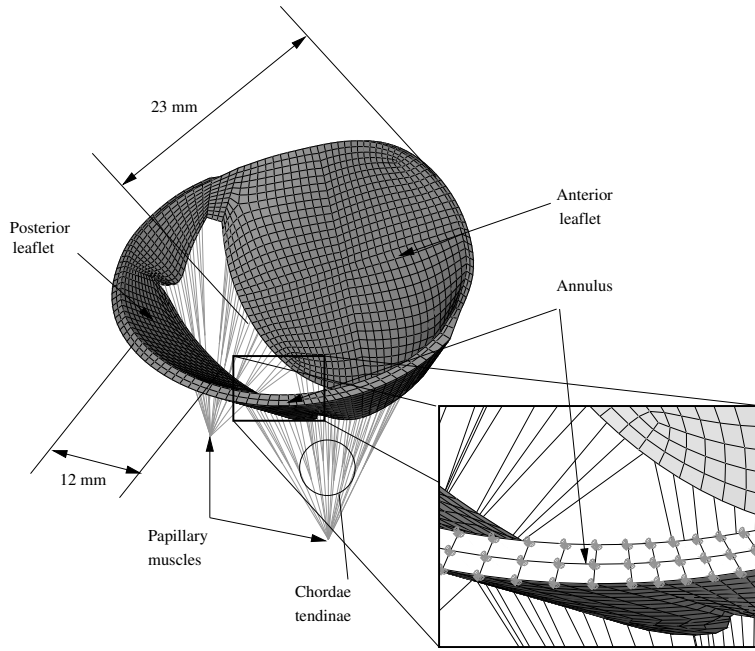 23 mm
Anterior
leaflet
Posterior
leaflet
Annulus
12 mm
Papillary
muscles
Chordae
tendinae